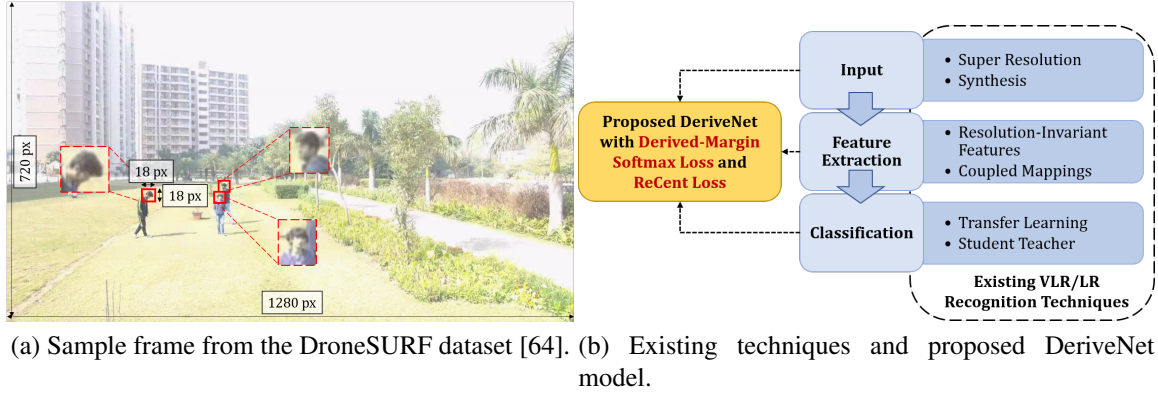 720 px
18 px
18 px
1280 px
(a) Sample frame from the DroneSURF dataset [64].
Proposed DeriveNet
with Derived-Margin
Softmax Loss and
ReCent Loss
Input
• Super Resolution
• Synthesis
Feature
Extraction
• Resolution-Invariant
Features
• Coupled Mappings
Classification
• Transfer Learning
• Student Teacher
Existing VLR/LR
Recognition Techniques
(b) Existing techniques and proposed DeriveNet
model.